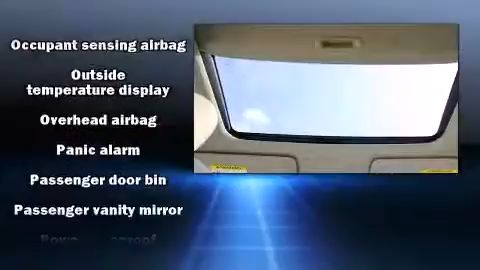 Occupant sensing airbag
Outside
temperature display
Overhead airbag
Panic alarm
Passenger door bin
Passenger vanity mirror